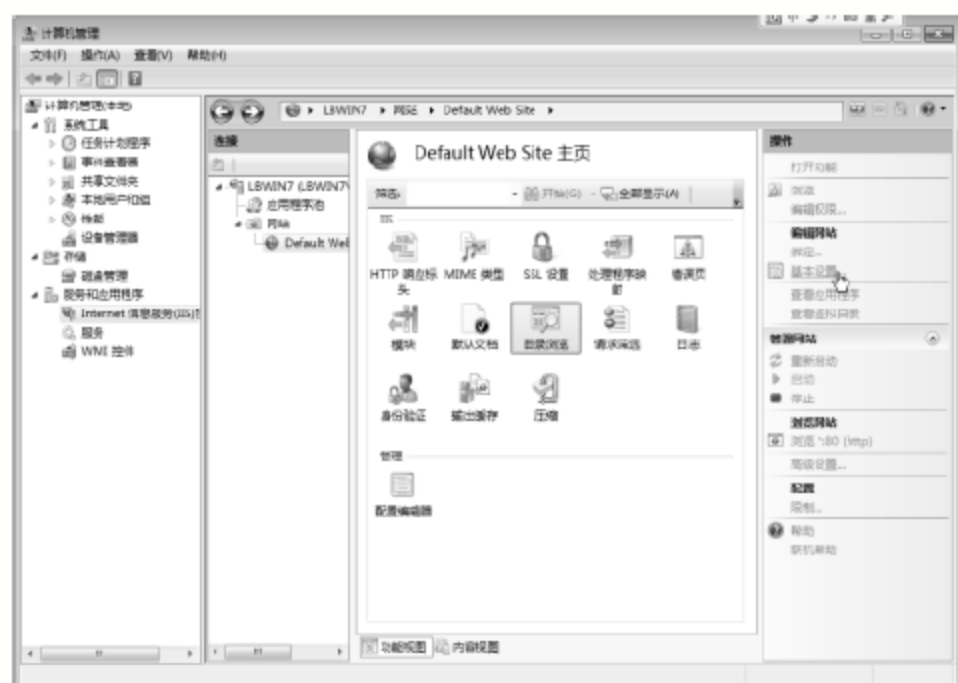 计算机管理
文件(F) 操作(A) 查看(V) 帮助(H)
计算机管理(本地)
系统工具
任务计划程序
事件查看器
共享文件夹
本地用户和组
性能
设备管理器
存储
磁盘管理
服务和应用程序
Internet 信息服务(IIS)
服务
WMI 控件
LBWIN7 网站 Default Web Site
连接
LBWIN7 (LBWIN7\
应用程序池
网站
Default Wel
Default Web Site 主页
筛选: 开始(G) 全部显示(A)
IIS
HTTP 响应标头
MIME 类型
SSL 设置
处理程序映射
错误页
模块
默认文档
目录浏览
请求筛选
日志
身份验证
输出缓存
压缩
管理
配置编辑器
功能视图 内容视图
操作
打开功能
浏览
编辑权限...
编辑网站
绑定...
基本设置
查看应用程序
查看虚拟目录
管理网站
重新启动
启动
停止
浏览网站
浏览 *:80 (http)
高级设置...
配置
限制...
帮助
联机帮助